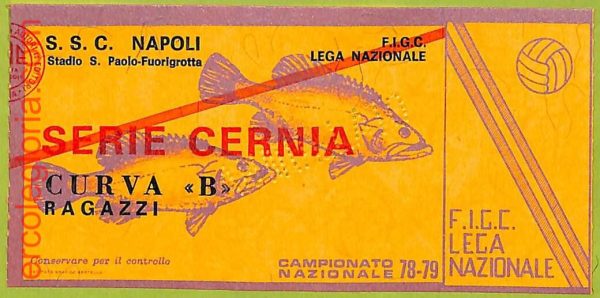 S. S. C. NAPOLI
Stadio S. Paolo-Fuorigrotta
F.I.G.C.
LEGA NAZIONALE
SERIE CERNIA
CURVA «B»
RAGAZZI
Conservare per il controllo
CAMPIONATO
NAZIONALE 78-79
F.I.G.C.
LEGA
NAZIONALE